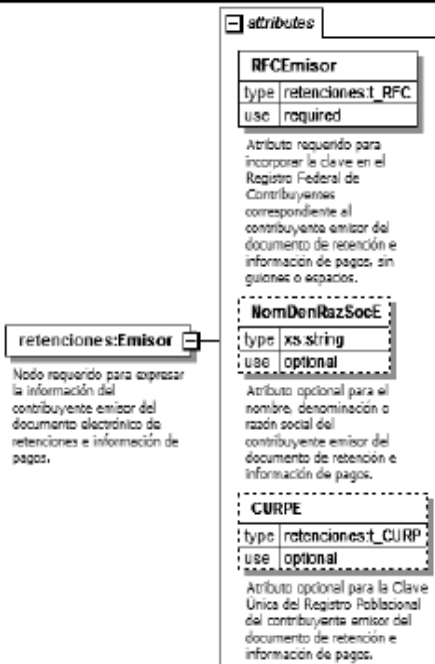 attributes
RFCEmisor
type retenciones:t_RFC
use required
Atributo requerido para
incorporar la clave en el
Registro Federal de
Contribuyentes
correspondiente al
contribuyente emisor del
documento de retención e
información de pagos, sin
guiones o espacios.
NomDenRazSocE
type xs:string
use optional
Atributo opcional para el
nombre, denominación o
razón social del
contribuyente emisor del
documento de retención e
información de pagos.
CURPE
type retenciones:t_CURP
use optional
Atributo opcional para la Clave
Única del Registro Poblacional
del contribuyente emisor del
documento de retención e
información de pagos.
retenciones:Emisor
Nodo requerido para expresar
la información del
contribuyente emisor del
documento electrónico de
retenciones e información de
pagos.